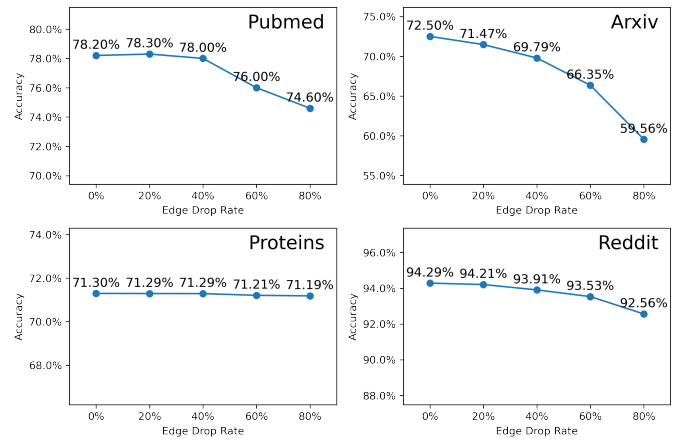 Pubmed
80.0%
78.0%
76.0%
74.0%
72.0%
70.0%
Accuracy
78.20% 78.30% 78.00% 76.00% 74.60%
0% 20% 40% 60% 80%
Edge Drop Rate
Arxiv
75.0%
70.0%
65.0%
60.0%
55.0%
Accuracy
72.50% 71.47% 69.79% 66.35% 59.56%
0% 20% 40% 60% 80%
Edge Drop Rate
Proteins
74.0%
72.0%
70.0%
68.0%
Accuracy
71.30% 71.29% 71.29% 71.21% 71.19%
0% 20% 40% 60% 80%
Edge Drop Rate
Reddit
96.0%
94.0%
92.0%
90.0%
88.0%
Accuracy
94.29% 94.21% 93.91% 93.53% 92.56%
0% 20% 40% 60% 80%
Edge Drop Rate